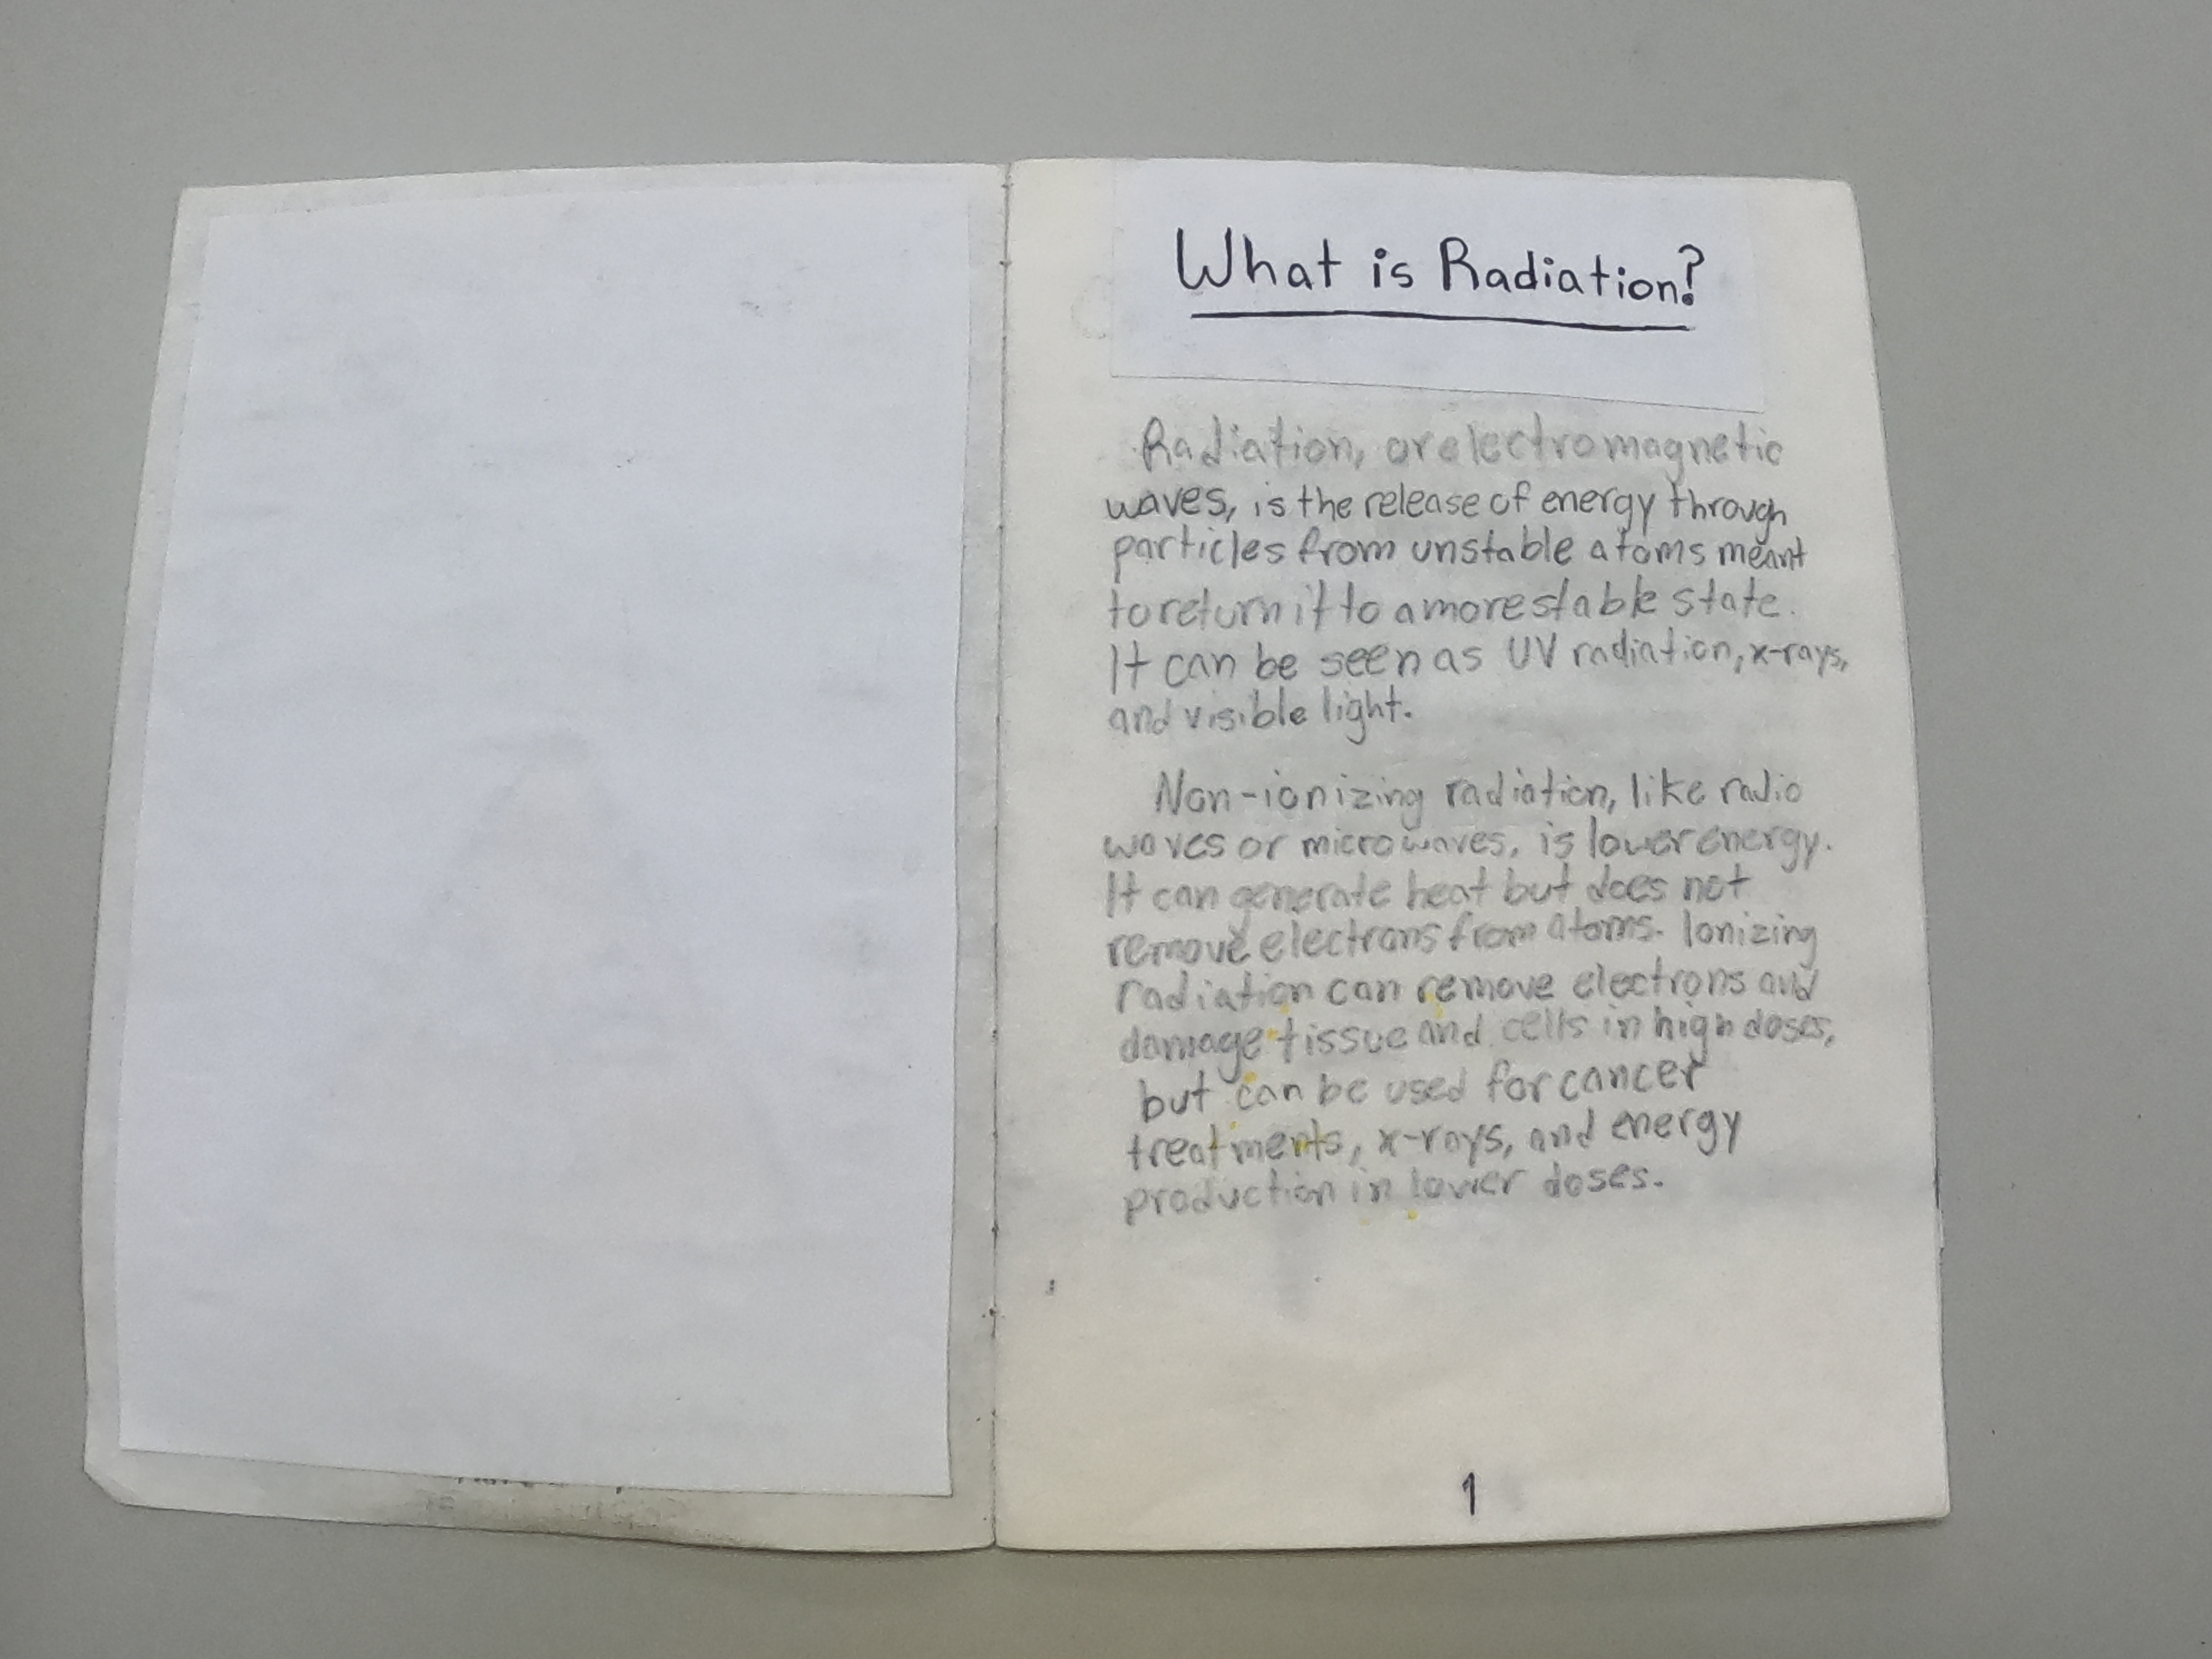 What is Radiation?
Radiation, or electromagnetic
waves, is the release of energy through
particles from unstable atoms meant
to return it to a more stable state.
It can be seen as UV radiation, x-rays,
and visible light.
Non-ionizing radiation, like radio
waves or microwaves, is lower energy.
It can generate heat but does not
remove electrons from atoms. Ionizing
radiation can remove electrons and
damage tissue and cells in high doses,
but can be used for cancer
treatments, x-rays, and energy
production in lower doses.
1